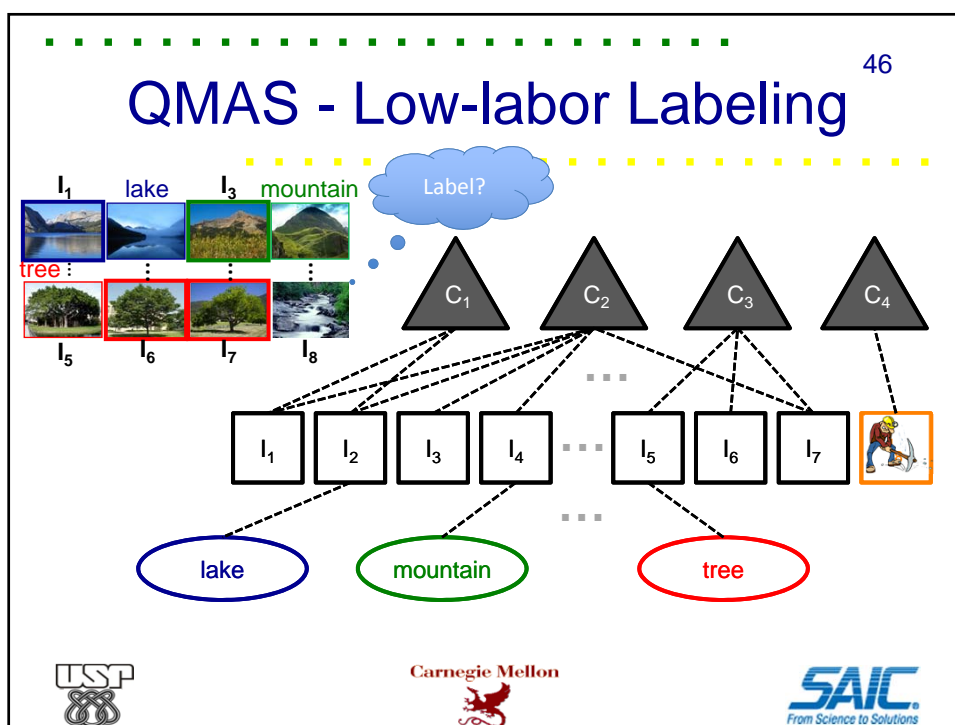 46
QMAS - Low-labor Labeling
Label?
I1 lake I3 mountain
tree
I5 I6 I7 I8
C1 C2 C3 C4
I1 I2 I3 I4 I5 I6 I7
lake mountain tree
USP
Carnegie Mellon
SAIC.
From Science to Solutions